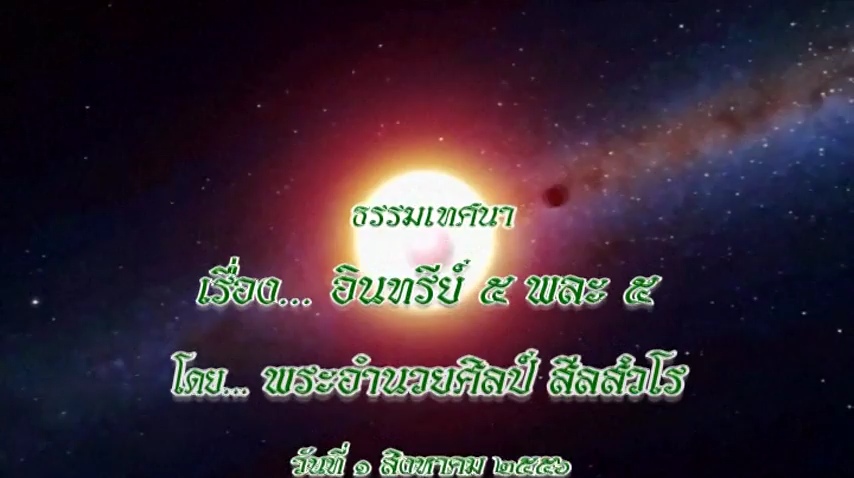 ธรรมเทศนา
เรื่อง... อินทรีย์ ๕ พละ ๕
โดย... พระอำนวยศิลป์ สีลสํวโร
วันที่ ๑ สิงหาคม ๒๕๕๖